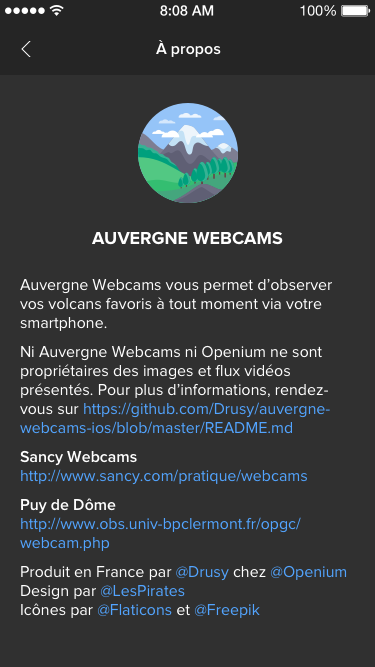 8:08 AM 100%
À propos
AUVERGNE WEBCAMS
Auvergne Webcams vous permet d'observer
vos volcans favoris à tout moment via votre
smartphone.
Ni Auvergne Webcams ni Openium ne sont
propriétaires des images et flux vidéos
présentés. Pour plus d'informations, rendez-
vous sur https://github.com/Drusy/auvergne-
webcams-ios/blob/master/README.md
Sancy Webcams
http://www.sancy.com/pratique/webcams
Puy de Dôme
http://www.obs.univ-bpclermont.fr/opgc/
webcam.php
Produit en France par @Drusy chez @Openium
Design par @LesPirates
Icônes par @Flaticons et @Freepik